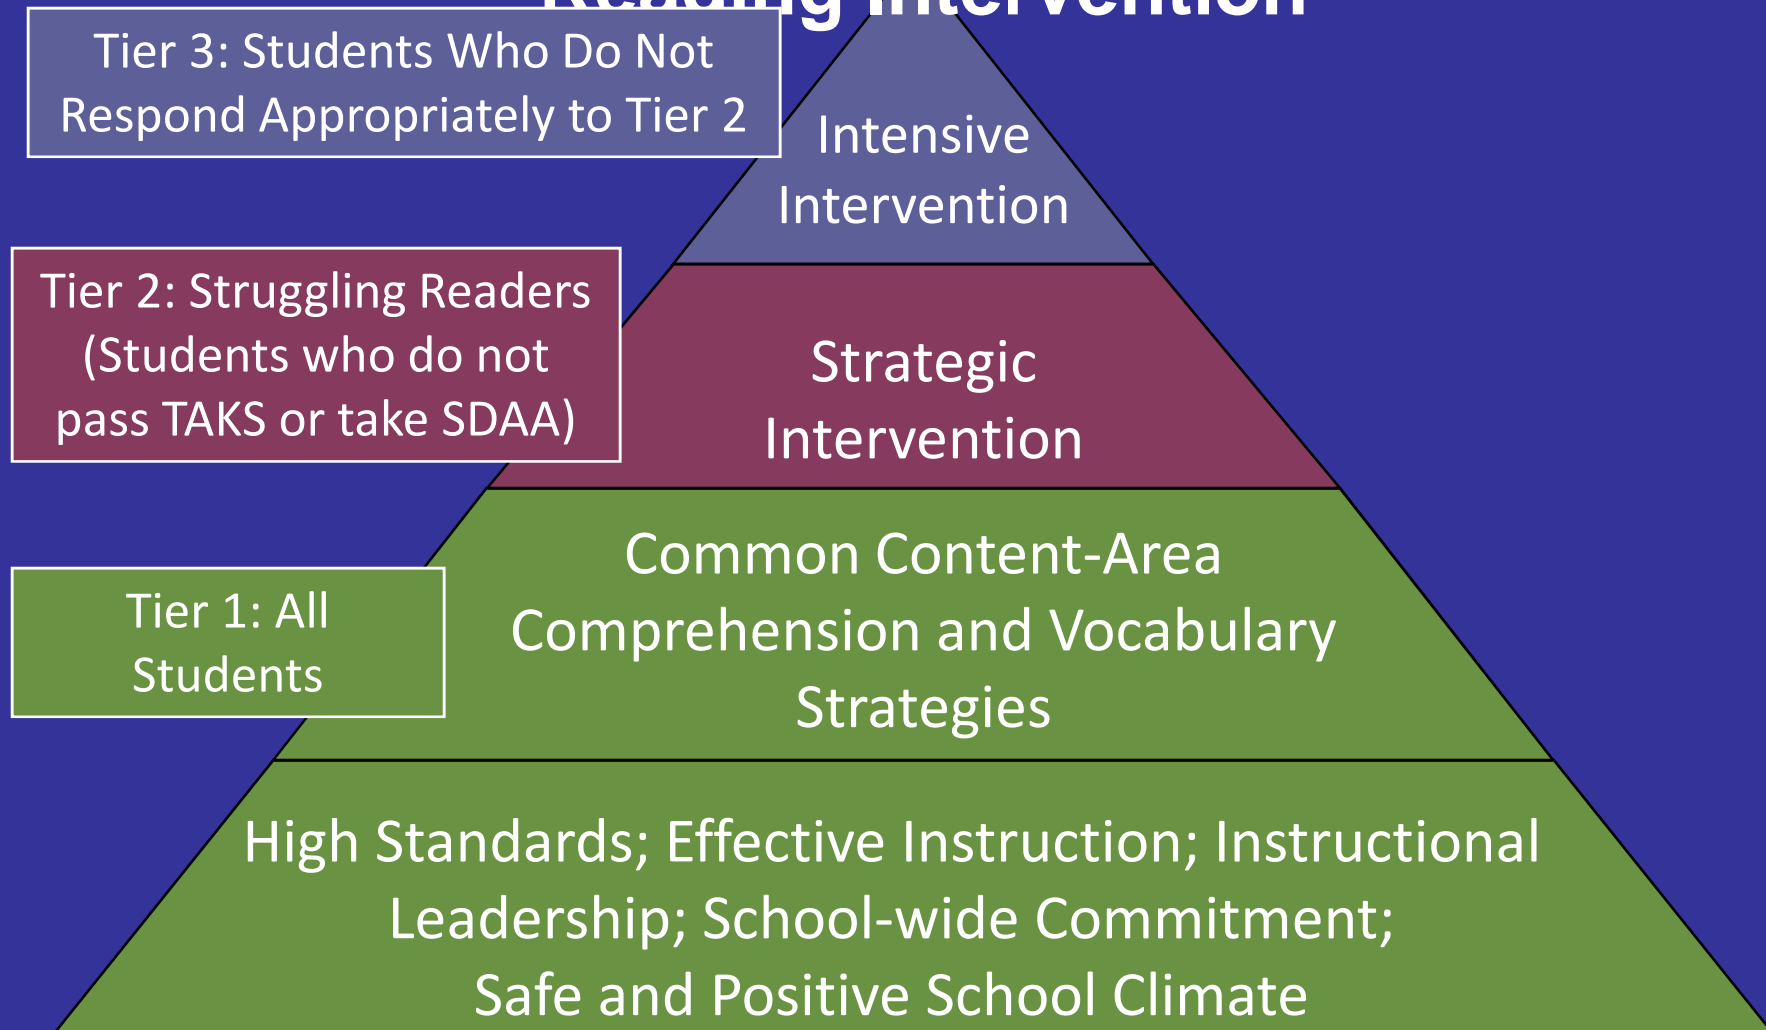 Reading Intervention
Tier 3: Students Who Do Not
Respond Appropriately to Tier 2
Intensive
Intervention
Tier 2: Struggling Readers
(Students who do not
pass TAKS or take SDAA)
Strategic
Intervention
Tier 1: All
Students
Common Content-Area
Comprehension and Vocabulary
Strategies
High Standards; Effective Instruction; Instructional
Leadership; School-wide Commitment;
Safe and Positive School Climate